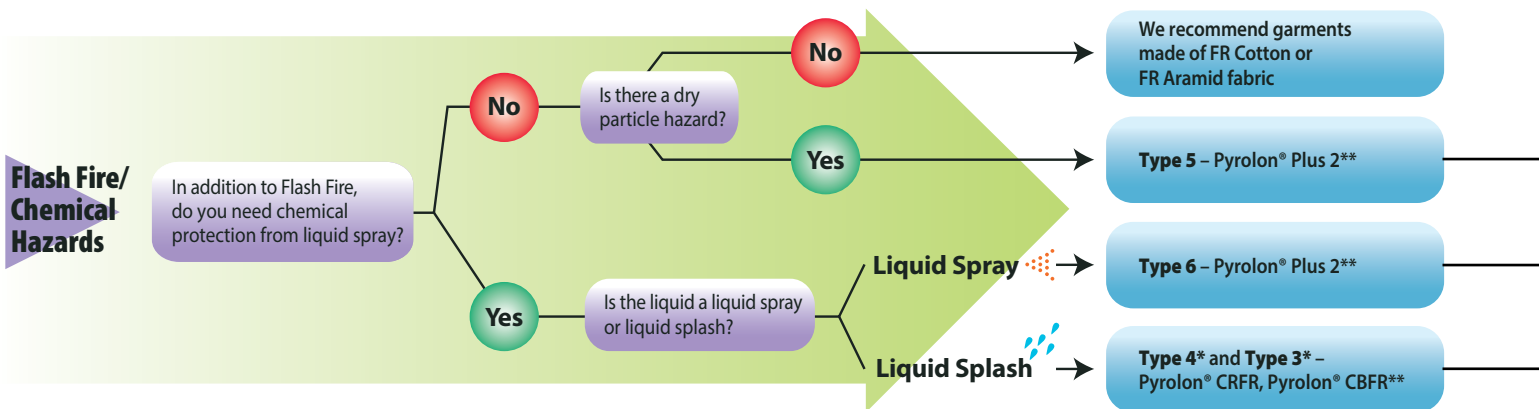 Flash Fire/
Chemical
Hazards
In addition to Flash Fire,
do you need chemical
protection from liquid spray?
No
Is there a dry
particle hazard?
No
We recommend garments
made of FR Cotton or
FR Aramid fabric
Yes
Type 5 – Pyrolon® Plus 2**
Yes
Is the liquid a liquid spray
or liquid splash?
Liquid Spray
Type 6 – Pyrolon® Plus 2**
Liquid Splash
Type 4* and Type 3* –
Pyrolon® CRFR, Pyrolon® CBFR**